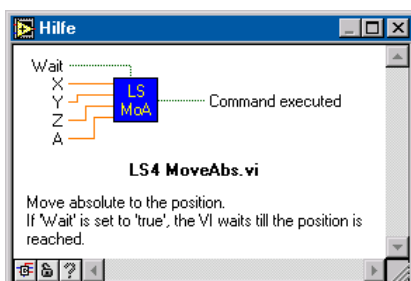 Hilfe
Wait
X
Y
Z
A
LS
MoA
Command executed
LS4 MoveAbs.vi
Move absolute to the position.
If 'Wait' is set to 'true', the VI waits till the position is
reached.
?